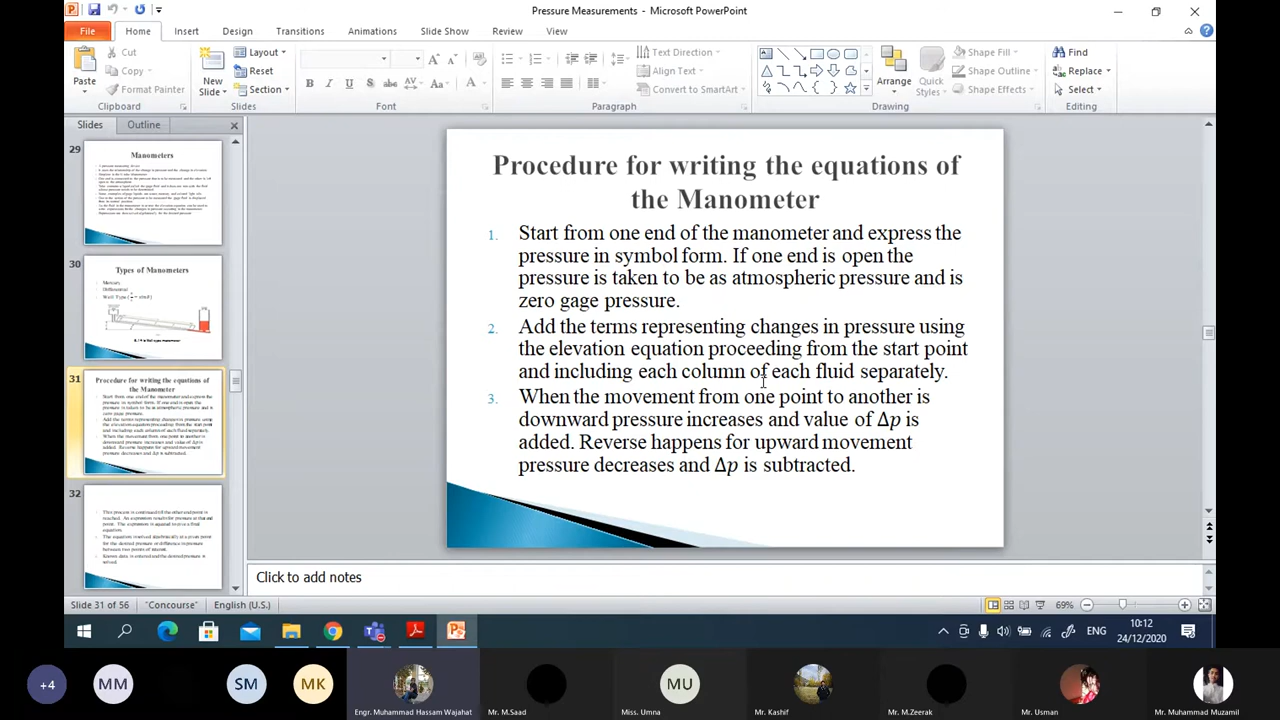 Pressure Measurements - Microsoft PowerPoint
File
Home
Insert
Design
Transitions
Animations
Slide Show
Review
View
Paste
Cut
Copy
Format Painter
Clipboard
New
Slide
Layout
Reset
Section
Slides
B I U S abc AV Aa A
Font
Text Direction
Align Text
Convert to SmartArt
Paragraph
Arrange
Quick
Styles
Shape Fill
Shape Outline
Shape Effects
Drawing
Find
Replace
Select
Editing
Slides
Outline
29
Manometers
30
Types of Manometers
Mercury
Differential
31
Procedure for writing the equations of
the Manometer
32
Procedure for writing the equations of
the Manometer
1. Start from one end of the manometer and express the
pressure in symbol form. If one end is open the
pressure is taken to be as atmospheric pressure and is
zero gage pressure.
2. Add the terms representing changes in pressure using
the elevation equation proceeding from the start point
and including each column of each fluid separately.
3. When the movement from one point to another is
downward pressure increases and value of Δp is
added. Reverse happens for upward movement
pressure decreases and Δp is subtracted.
Click to add notes
Slide 31 of 56
"Concourse"
English (U.S.)
69%
ENG
10:12
24/12/2020
+4
MM
SM
MK
MU
Engr. Muhammad Hassam Wajahat
Mr. M.Saad
Miss. Umna
Mr. Kashif
Mr. M.Zeerak
Mr. Usman
Mr. Muhammad Muzamil